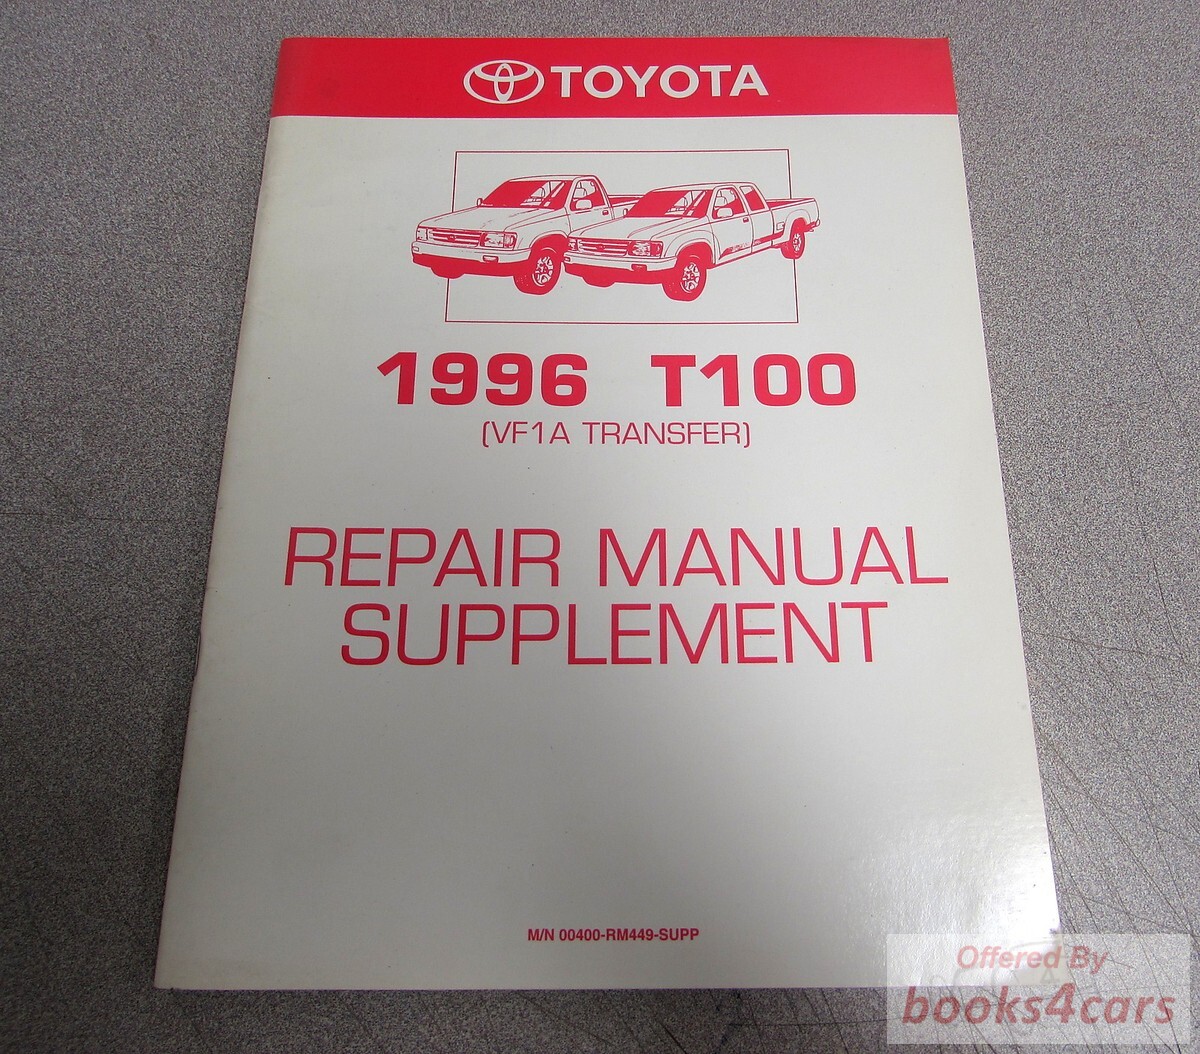 TOYOTA
1996 T100
(VF1A TRANSFER)
REPAIR MANUAL
SUPPLEMENT
M/N 00400-RM449-SUPP
Offered By
books4cars